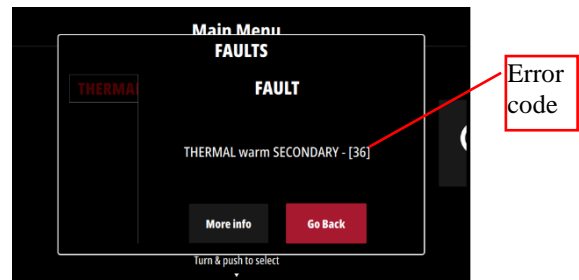 Main Menu
FAULTS
THERMAL
FAULT
THERMAL warm SECONDARY - [36]
More info
Go Back
Turn & push to select
Error
code